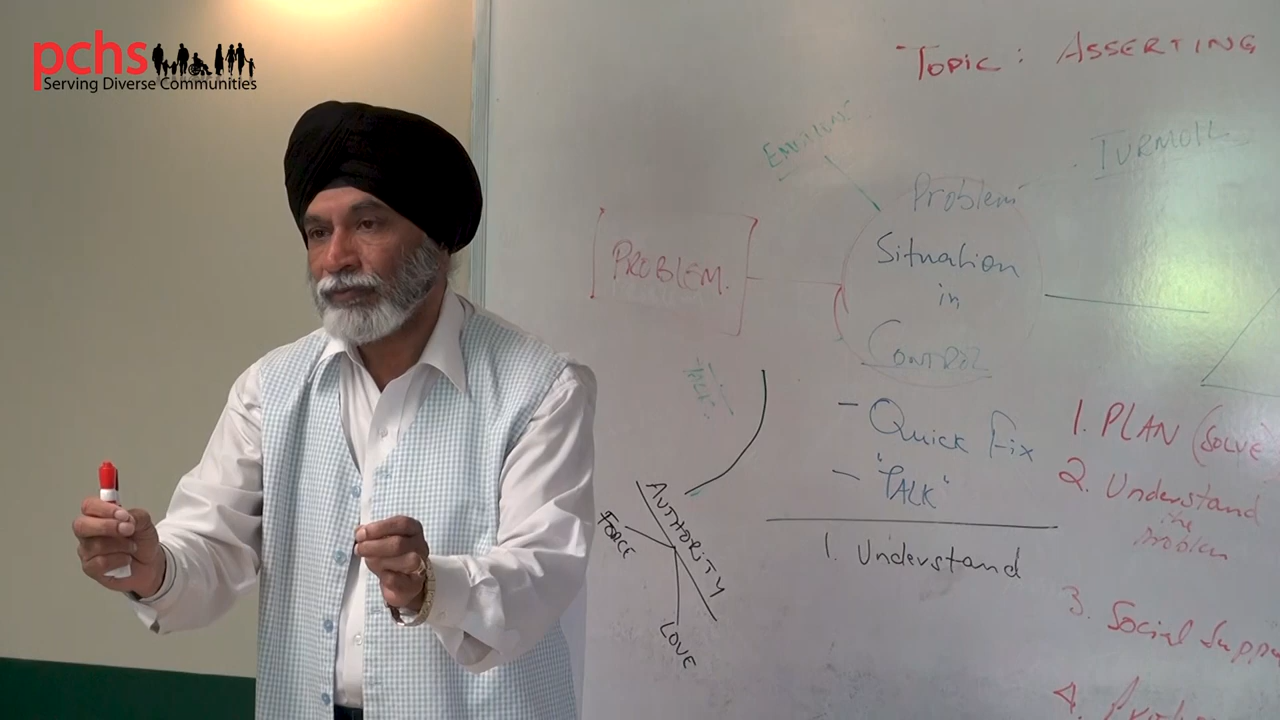 pchs
Serving Diverse Communities
Topic: ASSERTING
TURMOIL
Problem
Situation
in
CONTROL
[PROBLEM.]
- Quick Fix
- "TALK"
1. Understand
AUTHORITY
FORCE
LOVE
1. PLAN (SOLVE
2. Understand
the
problem
3. Social
4.